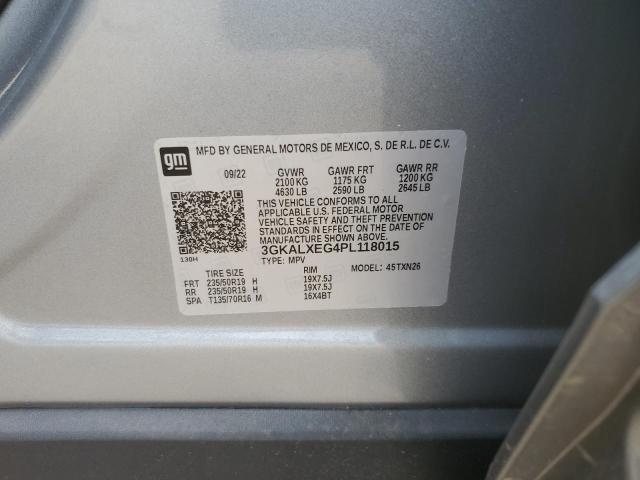 gm
MFD BY GENERAL MOTORS DE MEXICO, S. DE R.L. DE C.V.
09/22 GVWR GAWR FRT GAWR RR
2100 KG 1175 KG 1200 KG
4630 LB 2590 LB 2645 LB
THIS VEHICLE CONFORMS TO ALL
APPLICABLE U.S. FEDERAL MOTOR
VEHICLE SAFETY AND THEFT PREVENTION
STANDARDS IN EFFECT ON THE DATE OF
MANUFACTURE SHOWN ABOVE.
130H
3GKALXEG4PL118015
TYPE: MPV MODEL: 45TXN26
TIRE SIZE RIM
FRT 235/50R19 H 19X7.5J
RR 235/50R19 H 19X7.5J
SPA T135/70R16 M 16X4BT